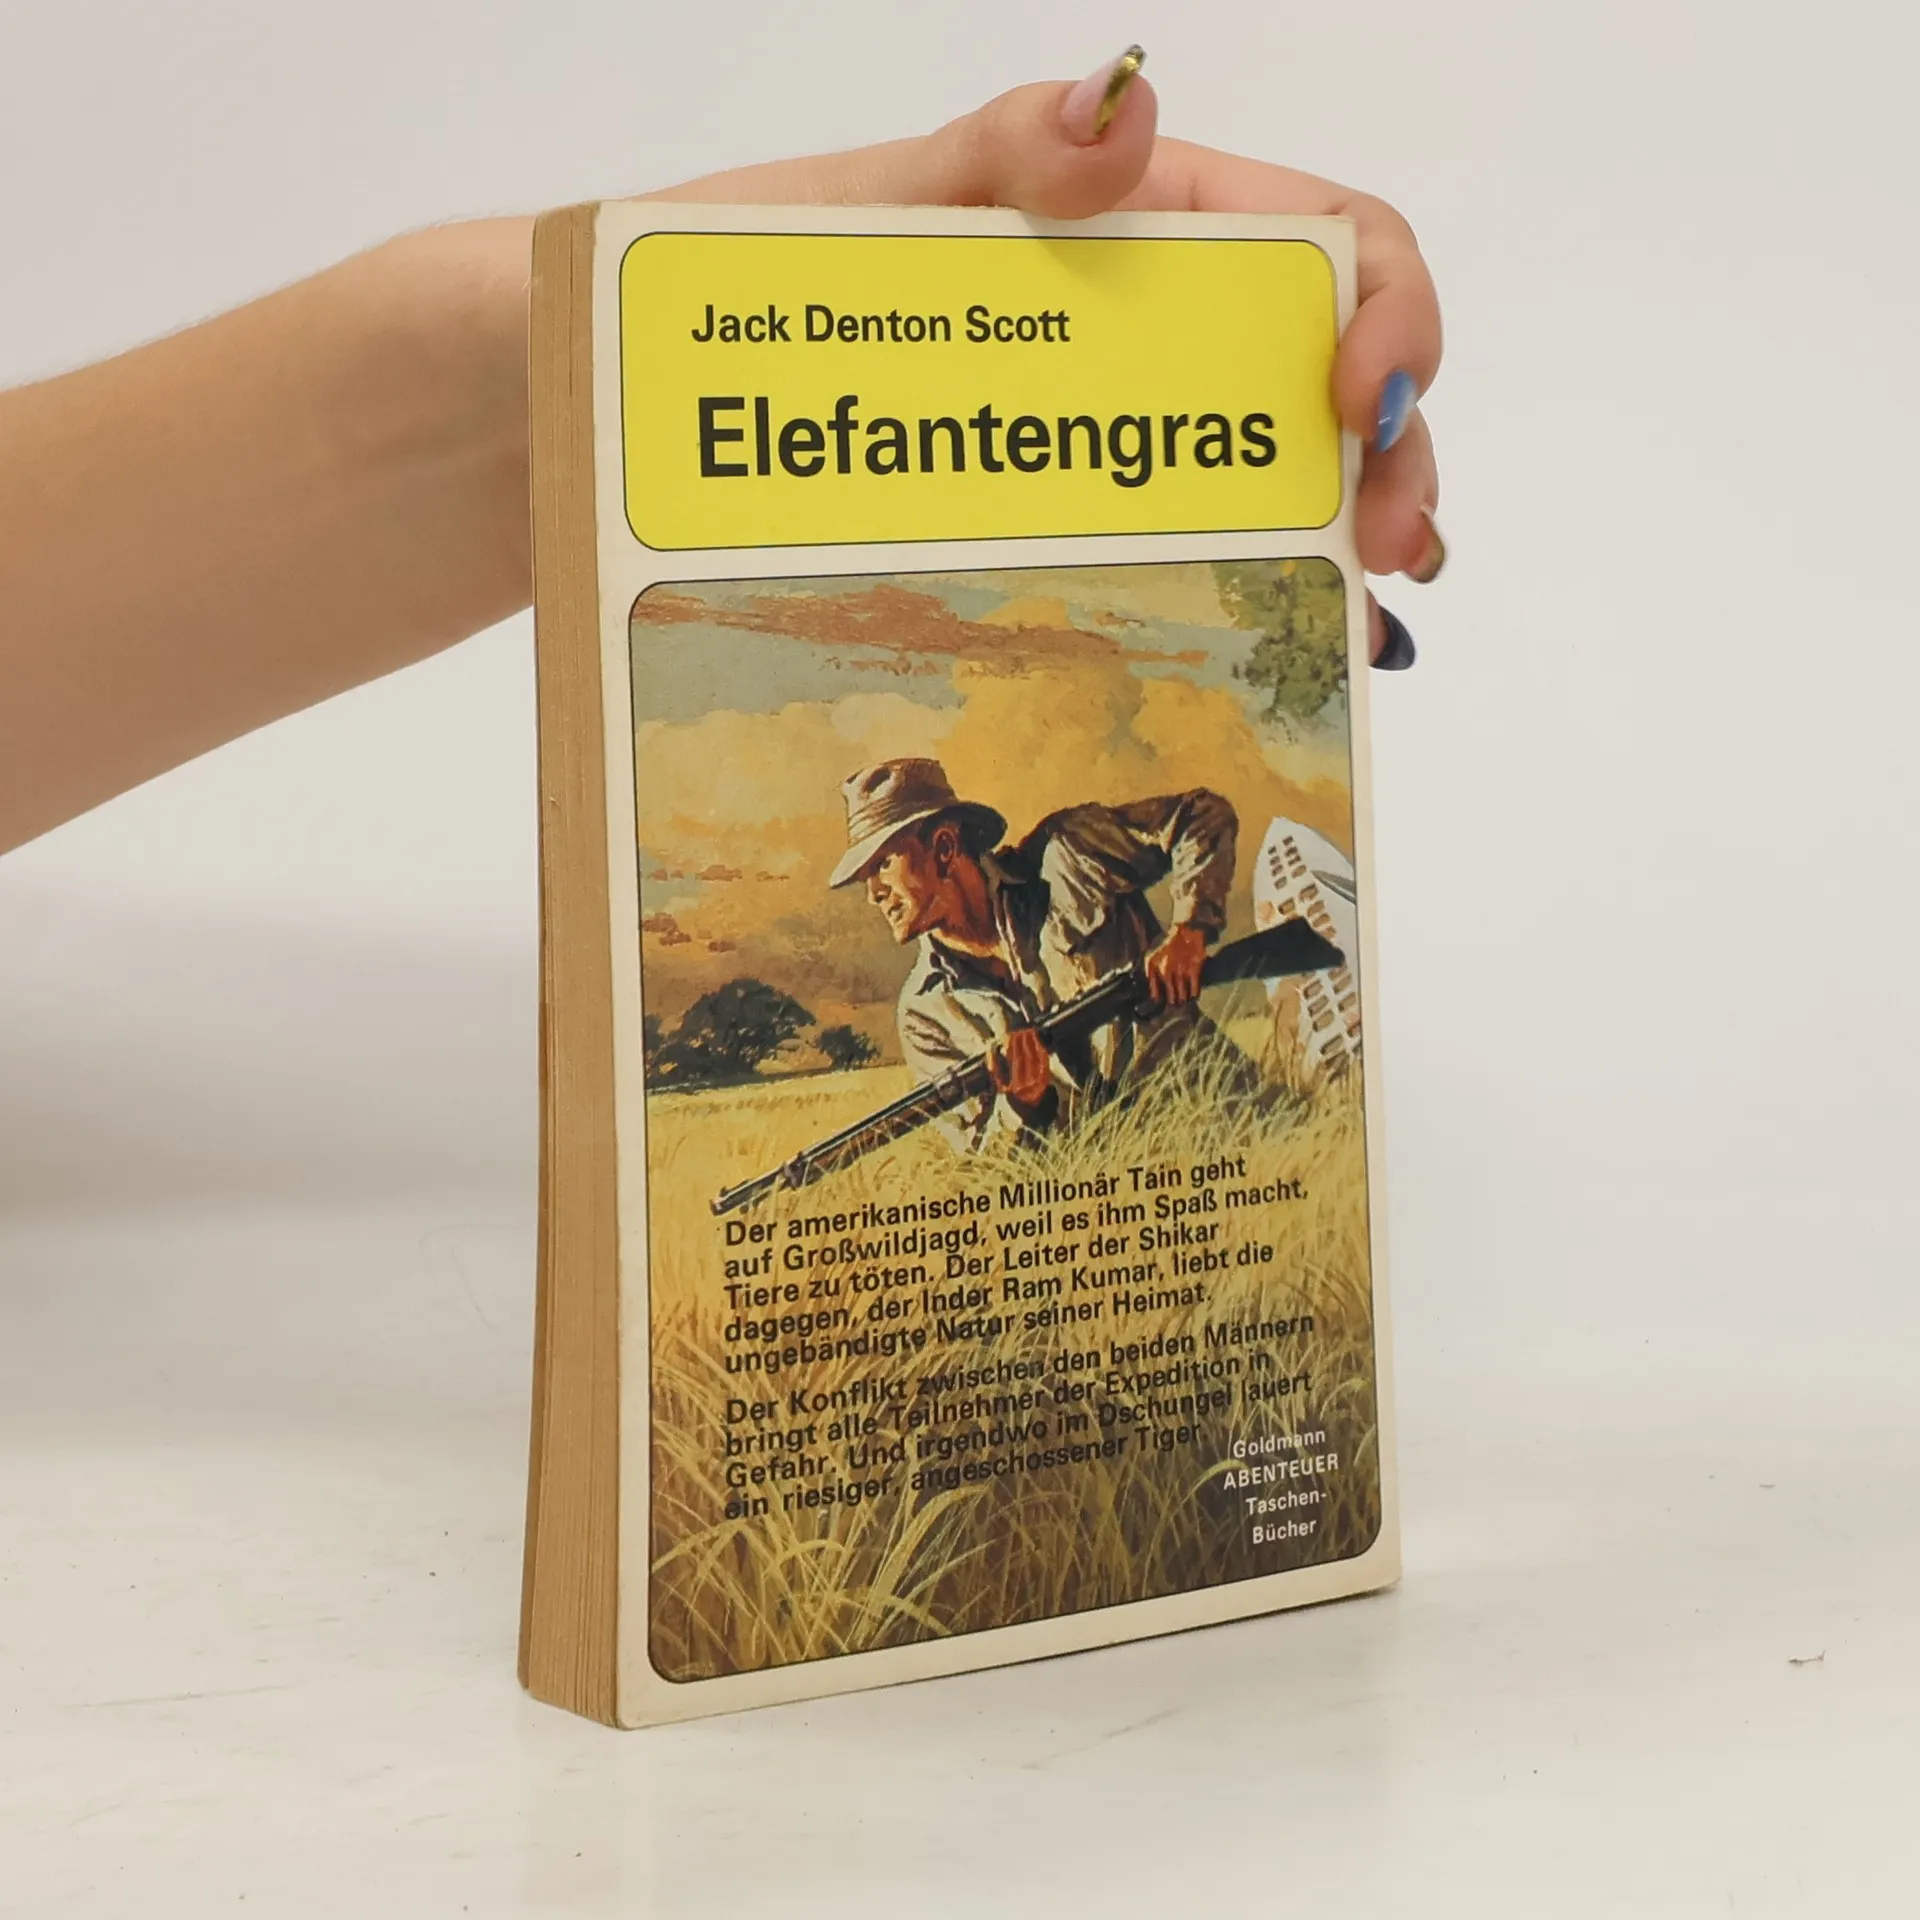 Jack Denton Scott
Elefantengras
Der amerikanische Millionär Tain geht
auf Großwildjagd, weil es ihm Spaß macht,
Tiere zu töten. Der Leiter der Shikar
dagegen, der Inder Ram Kumar, liebt die
ungebändigte Natur seiner Heimat.
Der Konflikt zwischen den beiden Männern
bringt alle Teilnehmer der Expedition in
Gefahr. Und irgendwo im Dschungel lauert
ein riesiger, angeschossener Tiger.
Goldmann
ABENTEUER
Taschen-
Bücher